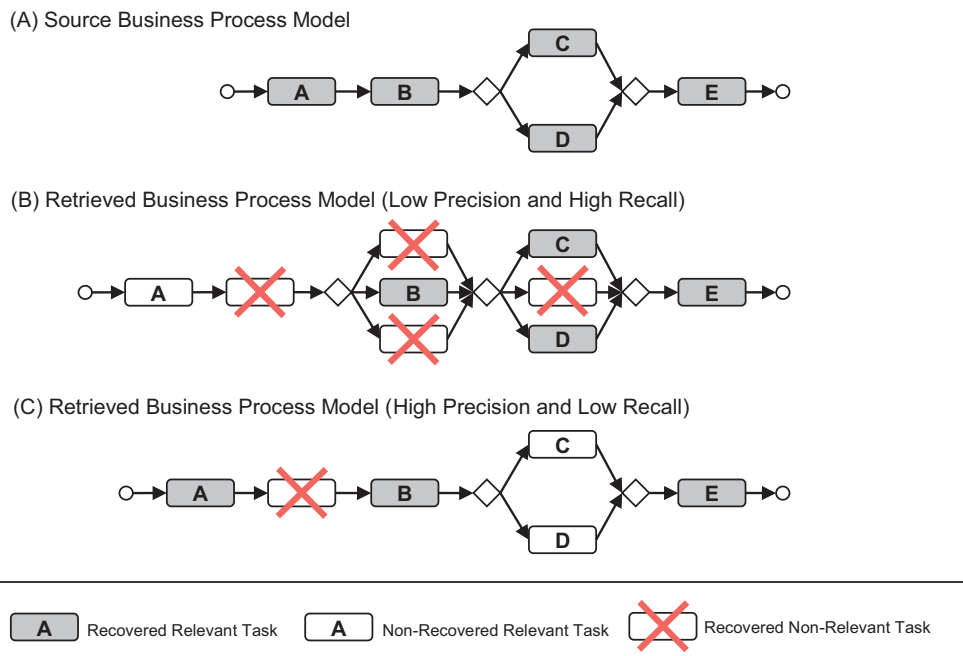 (A) Source Business Process Model
C
A B E
D
(B) Retrieved Business Process Model (Low Precision and High Recall)
C
A B E
D
(C) Retrieved Business Process Model (High Precision and Low Recall)
C
A B E
D
A Recovered Relevant Task A Non-Recovered Relevant Task Recovered Non-Relevant Task